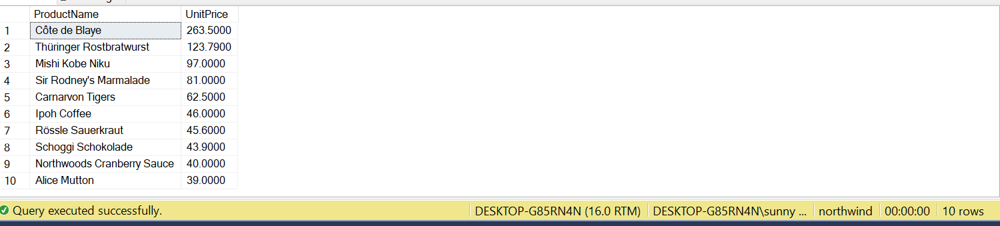 ProductName UnitPrice
1 Côte de Blaye 263.5000
2 Thüringer Rostbratwurst 123.7900
3 Mishi Kobe Niku 97.0000
4 Sir Rodney's Marmalade 81.0000
5 Carnarvon Tigers 62.5000
6 Ipoh Coffee 46.0000
7 Rössle Sauerkraut 45.6000
8 Schoggi Schokolade 43.9000
9 Northwoods Cranberry Sauce 40.0000
10 Alice Mutton 39.0000
Query executed successfully. DESKTOP-G85RN4N (16.0 RTM) DESKTOP-G85RN4N\sunny ... northwind 00:00:00 10 rows